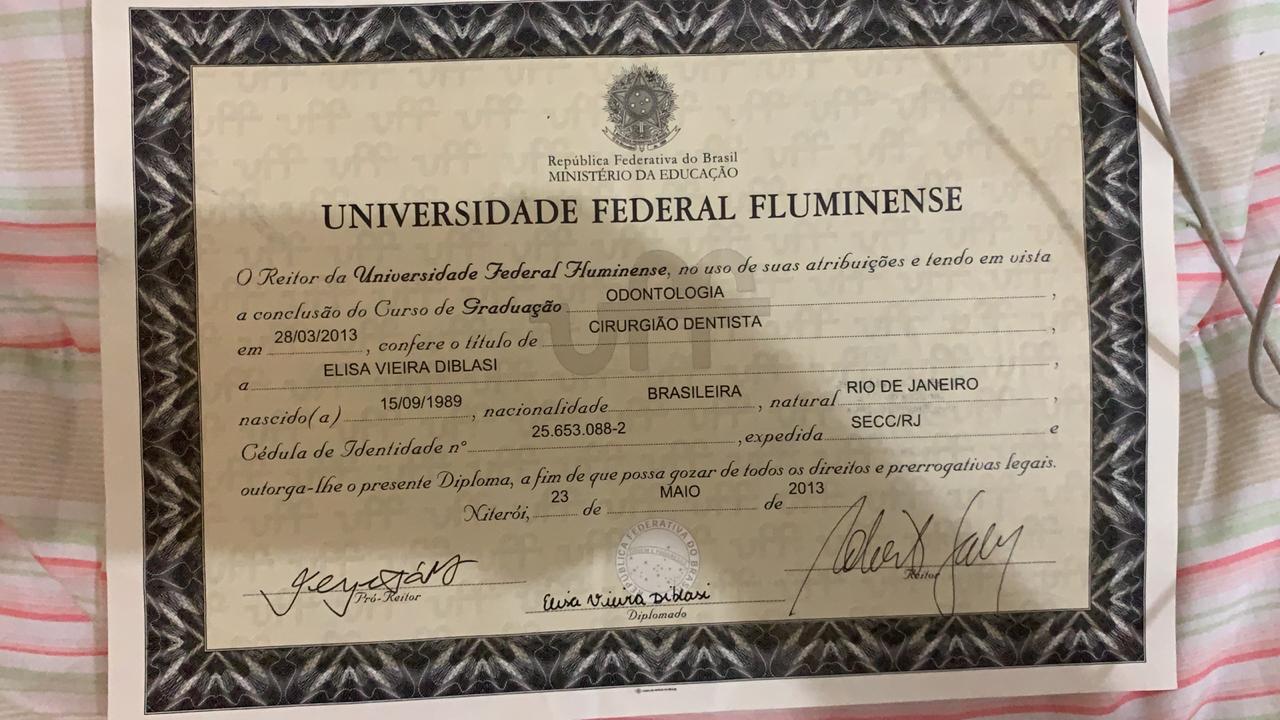 República Federativa do Brasil
MINISTÉRIO DA EDUCAÇÃO
UNIVERSIDADE FEDERAL FLUMINENSE
O Reitor da Universidade Federal Fluminense, no uso de suas atribuições e tendo em vista
a conclusão do Curso de Graduação ODONTOLOGIA,
em 28/03/2013, confere o título de CIRURGIÃO DENTISTA,
a ELISA VIEIRA DIBLASI,
nascido(a) 15/09/1989, nacionalidade BRASILEIRA, natural RIO DE JANEIRO,
Cédula de Identidade nº 25.653.088-2, expedida SECC/RJ e
outorga-lhe o presente Diploma, a fim de que possa gozar de todos os direitos e prerrogativas legais.
Niterói, 23 de MAIO de 2013
Pró-Reitor
Elisa Vieira Diblasi
Diplomado
Reitor
uff